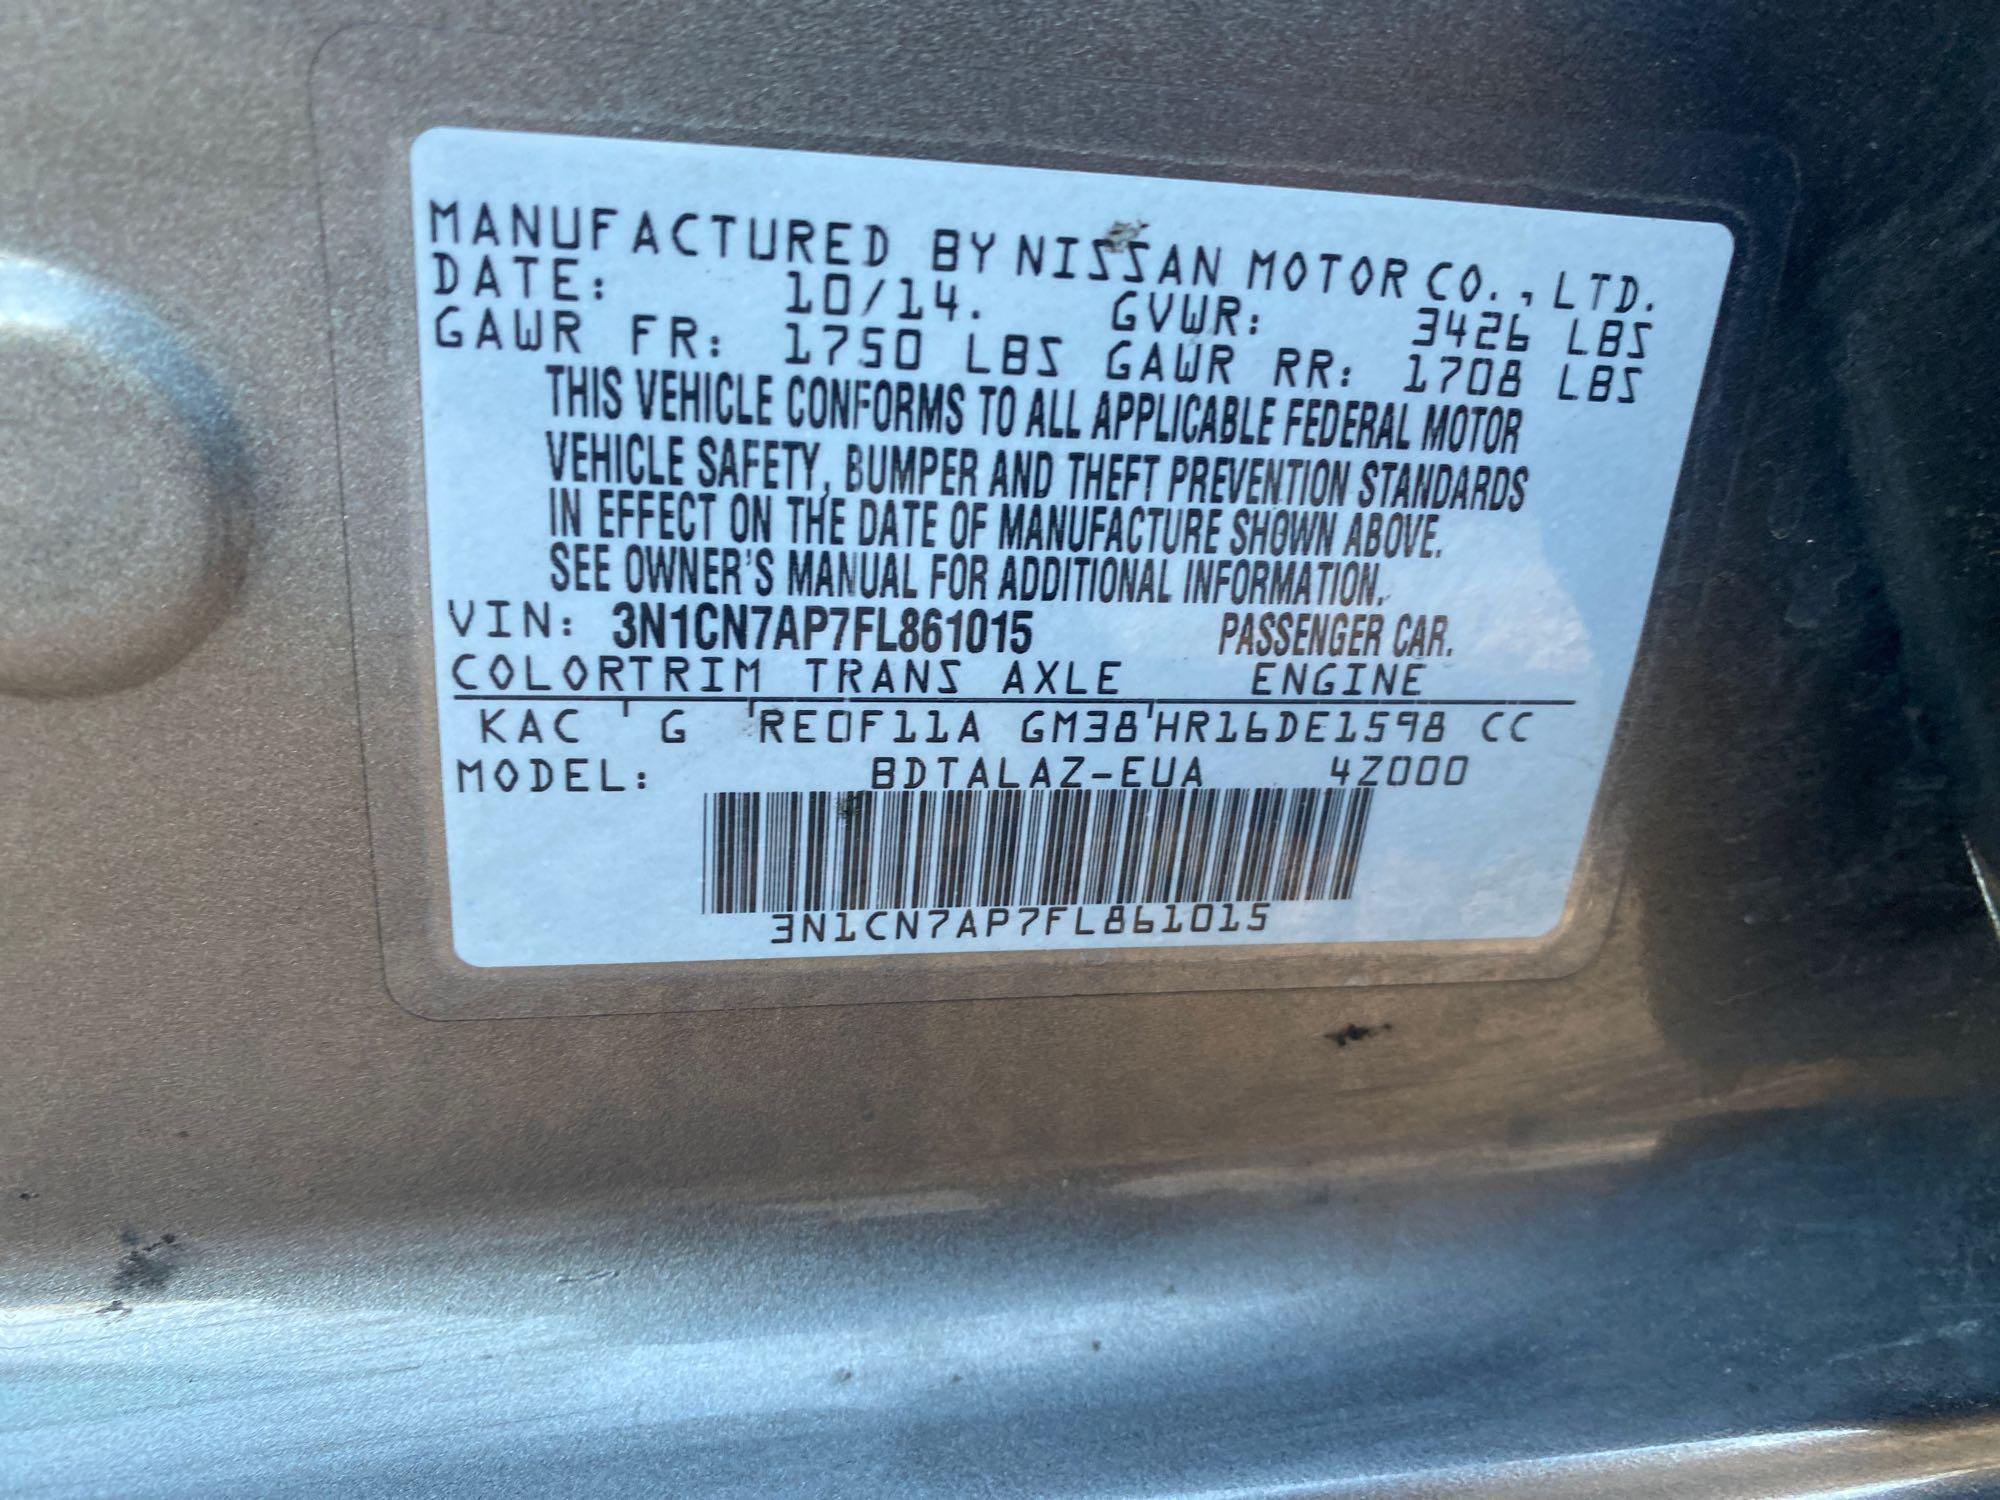 MANUFACTURED BY NISSAN MOTOR CO., LTD.
DATE: 10/14. GVWR: 3426 LBS
GAWR FR: 1750 LBS GAWR RR: 1708 LBS
THIS VEHICLE CONFORMS TO ALL APPLICABLE FEDERAL MOTOR
VEHICLE SAFETY, BUMPER AND THEFT PREVENTION STANDARDS
IN EFFECT ON THE DATE OF MANUFACTURE SHOWN ABOVE.
SEE OWNER'S MANUAL FOR ADDITIONAL INFORMATION.
VIN: 3N1CN7AP7FL861015 PASSENGER CAR.
COLORTRIM TRANS AXLE ENGINE
KAC G RE0F11A GM38 HR16DE1598 CC
MODEL: BDTALAZ-EUA 4Z000
3N1CN7AP7FL861015